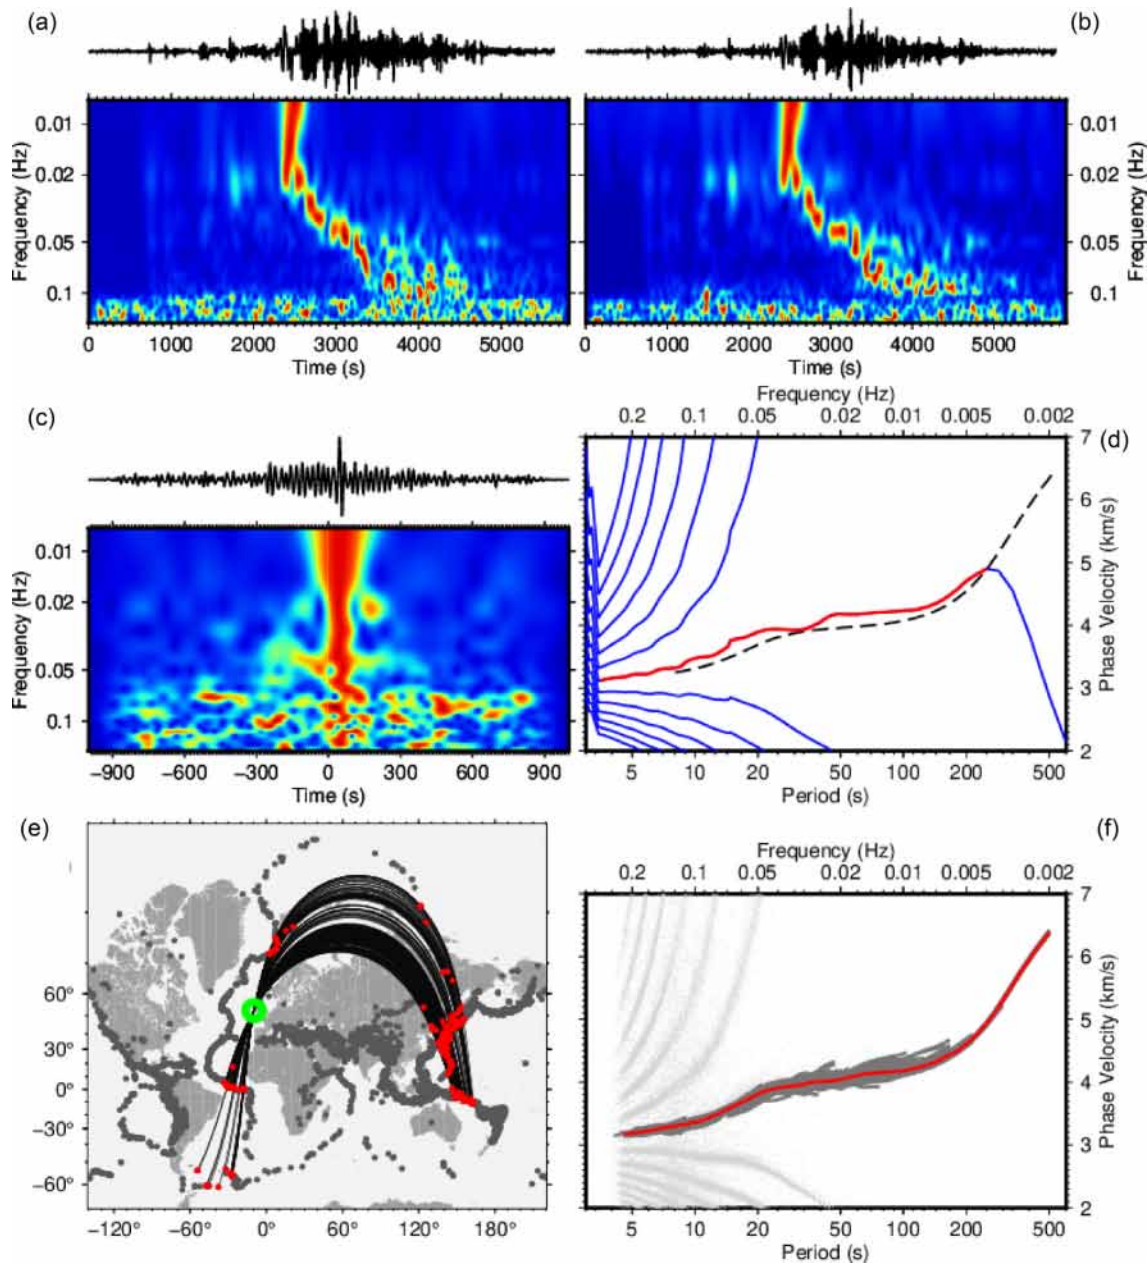 (a)
(b)
0.01
0.02
0.05
0.1
Frequency (Hz)
0 1000 2000 3000 4000 5000
Time (s)
0 1000 2000 3000 4000 5000
Time (s)
0.01
0.02
0.05
0.1
Frequency (Hz)
(c)
0.01
0.02
0.05
0.1
Frequency (Hz)
−900 −600 −300 0 300 600 900
Time (s)
Frequency (Hz)
0.2 0.1 0.05 0.02 0.01 0.005 0.002
(d)
7
6
5
4
3
2
Phase Velocity (km/s)
5 10 20 50 100 200 500
Period (s)
(e)
60°
30°
0°
−30°
−60°
−120° −60° 0° 60° 120° 180°
(f)
Frequency (Hz)
0.2 0.1 0.05 0.02 0.01 0.005 0.002
7
6
5
4
3
2
Phase Velocity (km/s)
5 10 20 50 100 200 500
Period (s)